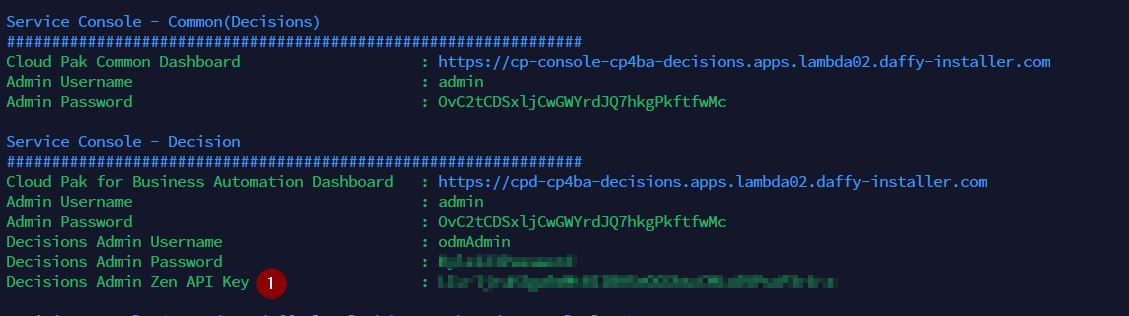 Service Console - Common(Decisions)
################################################################
Cloud Pak Common Dashboard : https://cp-console-cp4ba-decisions.apps.lambda02.daffy-installer.com
Admin Username : admin
Admin Password : OvC2tCDSxljCwGWYrdJQ7hkgPkftfwMc
Service Console - Decision
################################################################
Cloud Pak for Business Automation Dashboard : https://cpd-cp4ba-decisions.apps.lambda02.daffy-installer.com
Admin Username : admin
Admin Password : OvC2tCDSxljCwGWYrdJQ7hkgPkftfwMc
Decisions Admin Username : odmAdmin
Decisions Admin Password :
Decisions Admin Zen API Key 1 :